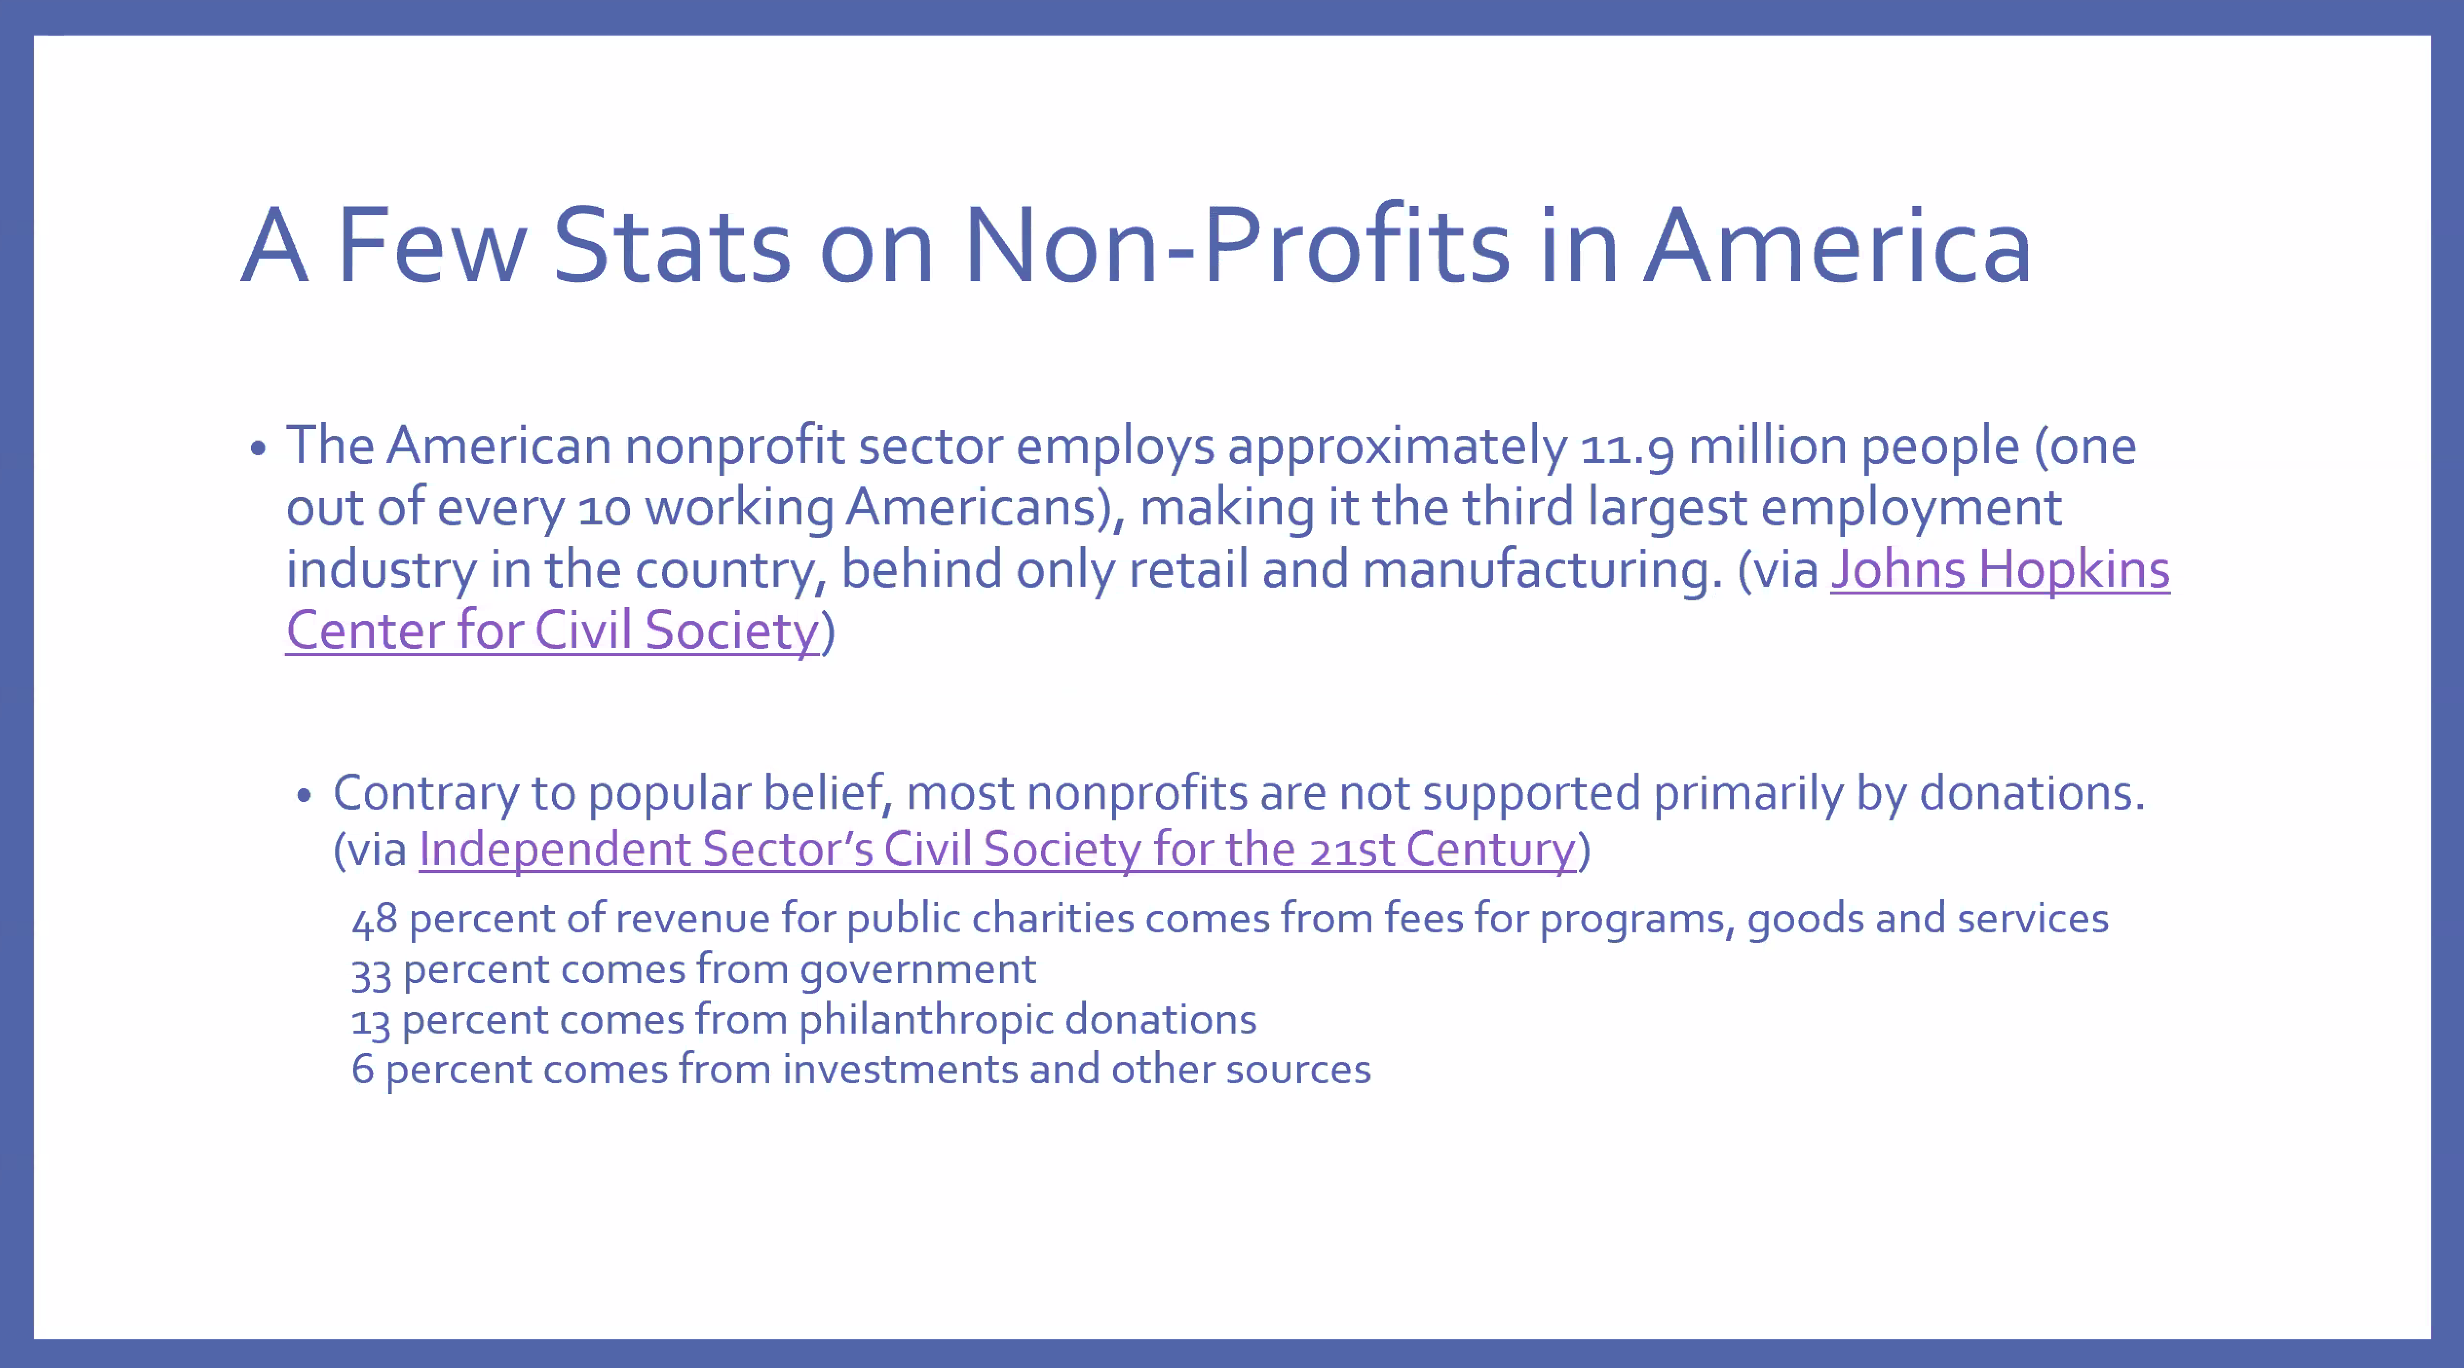 A Few Stats on Non-Profits in America
• The American nonprofit sector employs approximately 11.9 million people (one
out of every 10 working Americans), making it the third largest employment
industry in the country, behind only retail and manufacturing. (via Johns Hopkins
Center for Civil Society)
• Contrary to popular belief, most nonprofits are not supported primarily by donations.
(via Independent Sector’s Civil Society for the 21st Century)
48 percent of revenue for public charities comes from fees for programs, goods and services
33 percent comes from government
13 percent comes from philanthropic donations
6 percent comes from investments and other sources